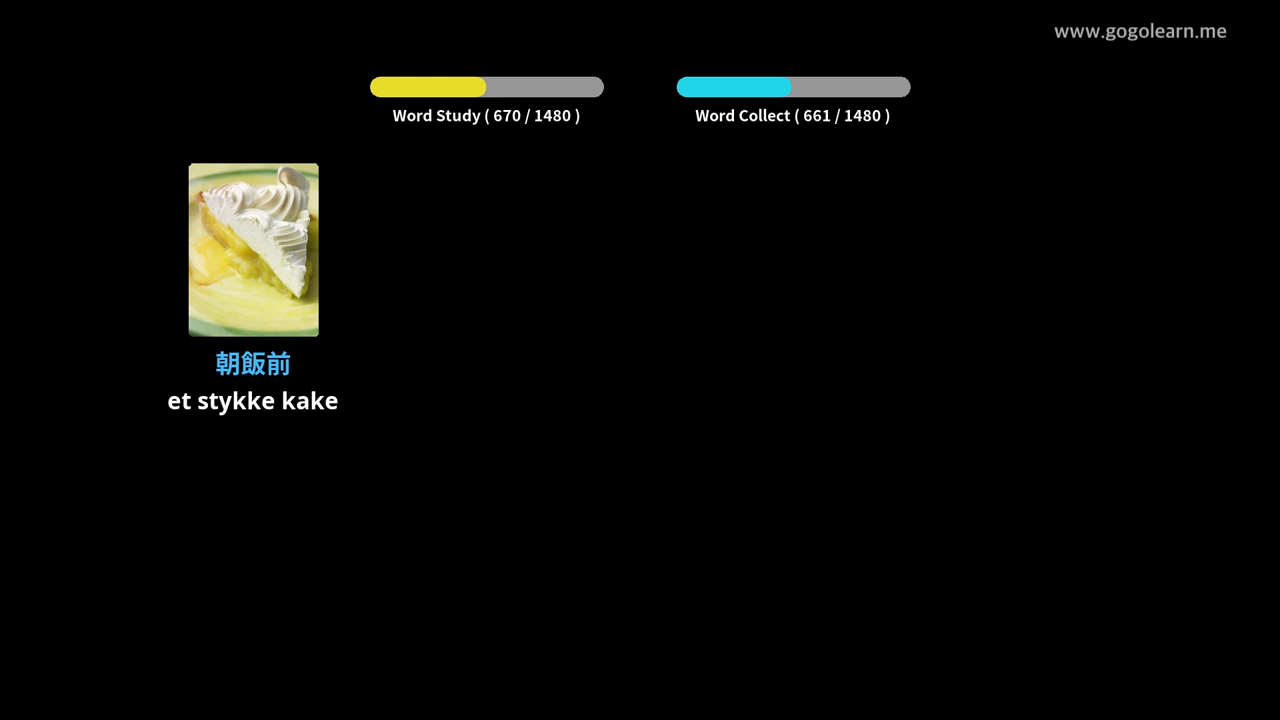 www.gogolearn.me
Word Study ( 670 / 1480 )
Word Collect ( 661 / 1480 )
朝飯前
et stykke kake